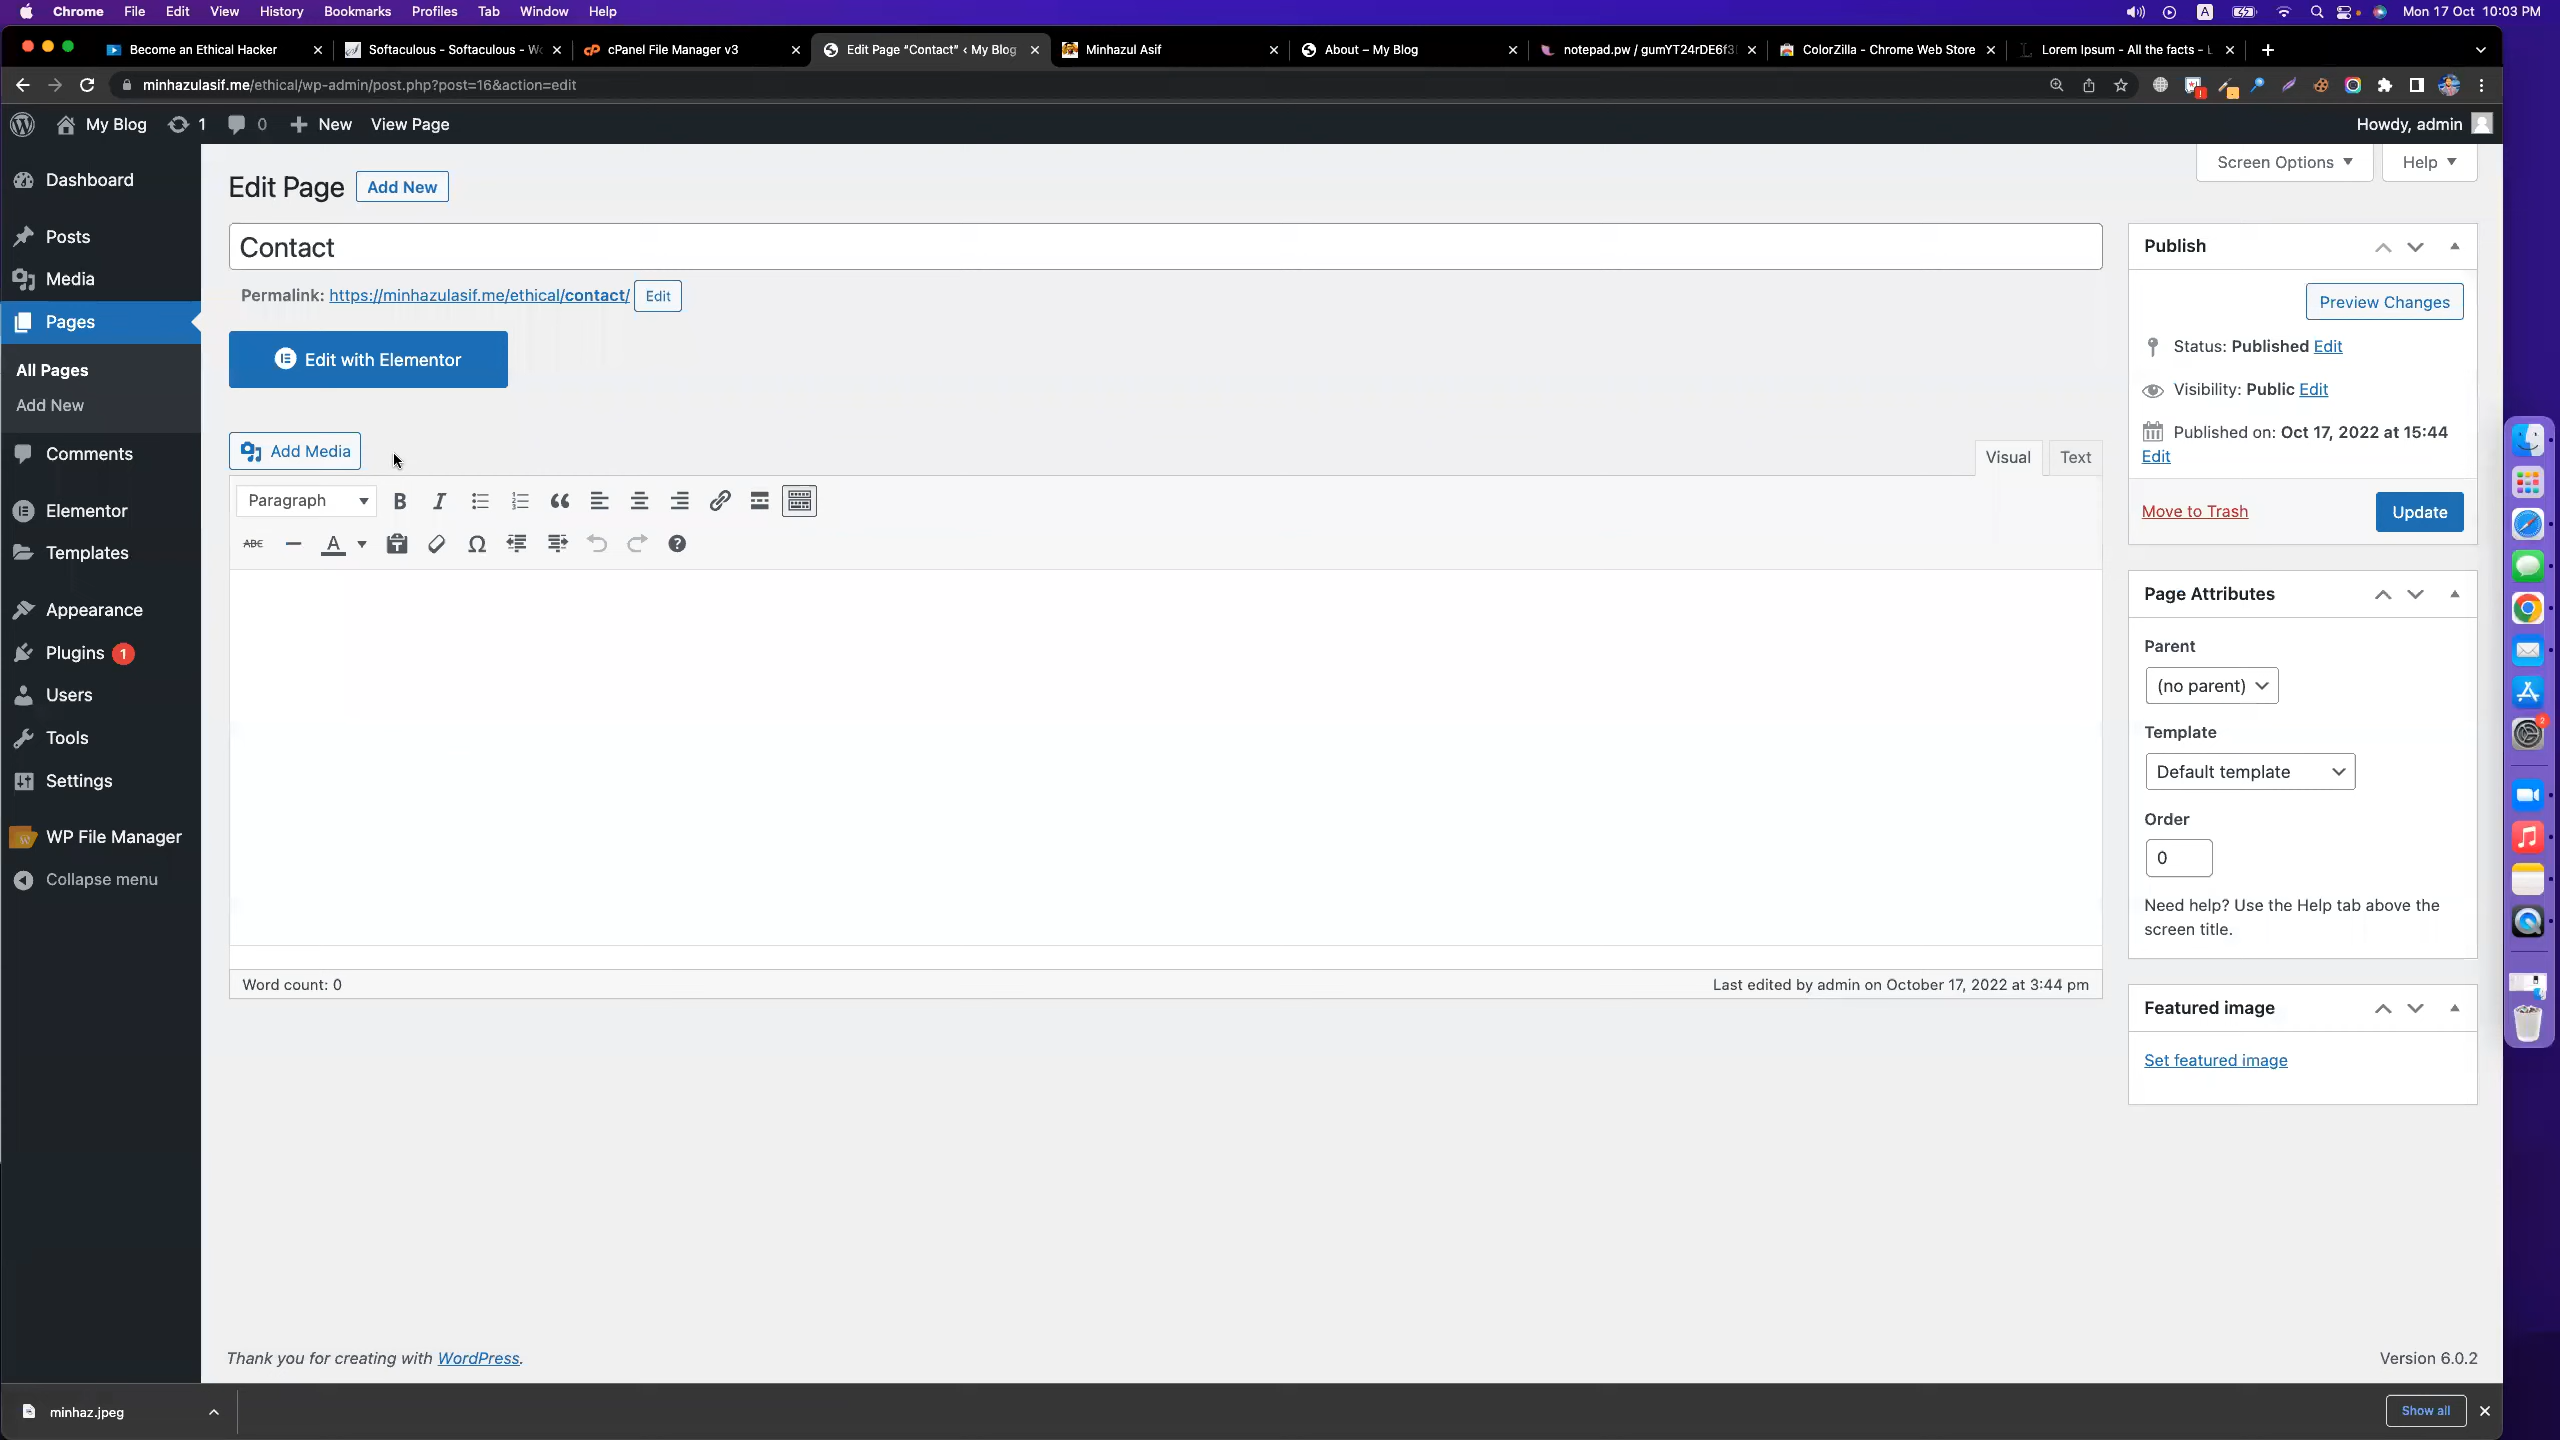 Chrome File Edit View History Bookmarks Profiles Tab Window Help A Mon 17 Oct 10:03 PM
Become an Ethical Hacker Softaculous - Softaculous - Wo cPanel File Manager v3 Edit Page “Contact” ‹ My Blog Minhazul Asif About – My Blog notepad.pw / gumYT24rDE6f3 ColorZilla - Chrome Web Store Lorem Ipsum - All the facts - L
minhazulasif.me/ethical/wp-admin/post.php?post=16&action=edit
My Blog 1 0 New View Page Howdy, admin
Screen Options Help
Dashboard
Posts
Media
Pages
All Pages
Add New
Comments
Elementor
Templates
Appearance
Plugins 1
Users
Tools
Settings
WP File Manager
Collapse menu
Edit Page Add New
Contact
Permalink: https://minhazulasif.me/ethical/contact/ Edit
Edit with Elementor
Add Media
Visual Text
Paragraph B I
ABC A Ω ?
Word count: 0 Last edited by admin on October 17, 2022 at 3:44 pm
Publish
Preview Changes
Status: Published Edit
Visibility: Public Edit
Published on: Oct 17, 2022 at 15:44
Edit
Move to Trash Update
Page Attributes
Parent
(no parent)
Template
Default template
Order
0
Need help? Use the Help tab above the
screen title.
Featured image
Set featured image
2
Thank you for creating with WordPress. Version 6.0.2
minhaz.jpeg Show all